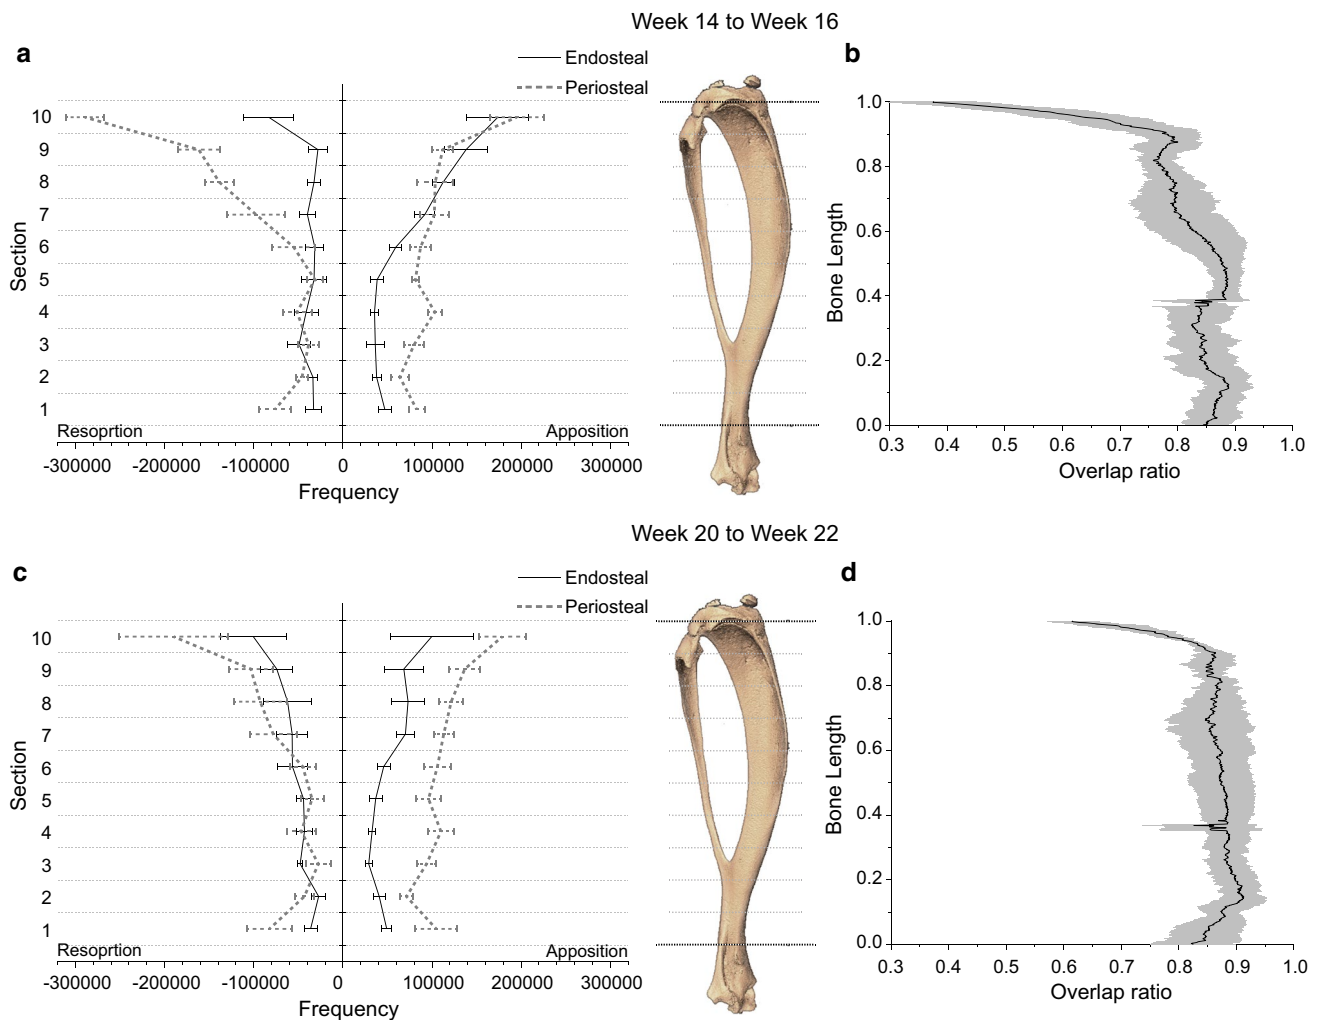 Week 14 to Week 16
a
Endosteal
Periosteal
b
Section
10
9
8
7
6
5
4
3
2
1
Resoprtion
Apposition
-300000 -200000 -100000 0 100000 200000 300000
Frequency
Bone Length
1.0
0.8
0.6
0.4
0.2
0.0
0.3 0.4 0.5 0.6 0.7 0.8 0.9 1.0
Overlap ratio
Week 20 to Week 22
c
Endosteal
Periosteal
d
Section
10
9
8
7
6
5
4
3
2
1
Resoprtion
Apposition
-300000 -200000 -100000 0 100000 200000 300000
Frequency
Bone Length
1.0
0.8
0.6
0.4
0.2
0.0
0.3 0.4 0.5 0.6 0.7 0.8 0.9 1.0
Overlap ratio